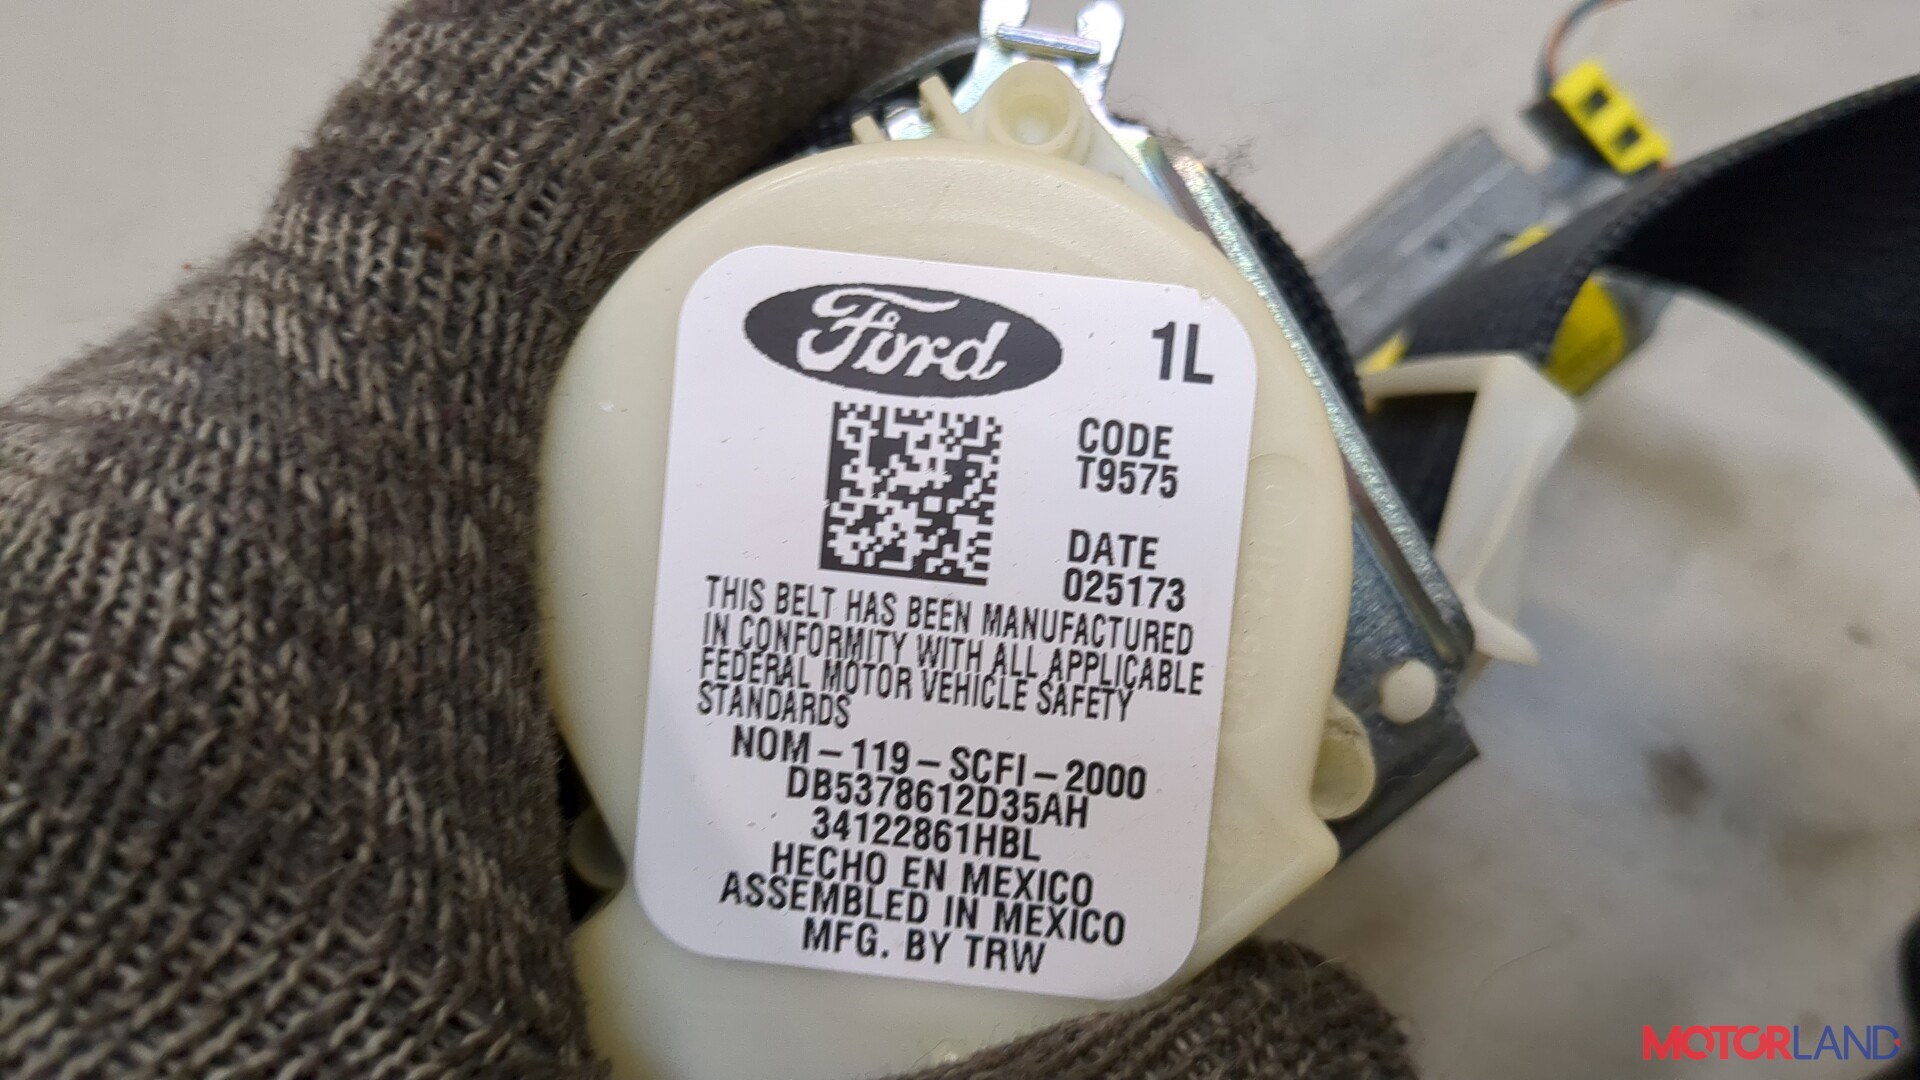 Ford
1L
CODE
T9575
DATE
025173
THIS BELT HAS BEEN MANUFACTURED
IN CONFORMITY WITH ALL APPLICABLE
FEDERAL MOTOR VEHICLE SAFETY
STANDARDS
NOM-119-SCFI-2000
DB5378612D35AH
34122861HBL
HECHO EN MEXICO
ASSEMBLED IN MEXICO
MFG. BY TRW
MOTORLAND